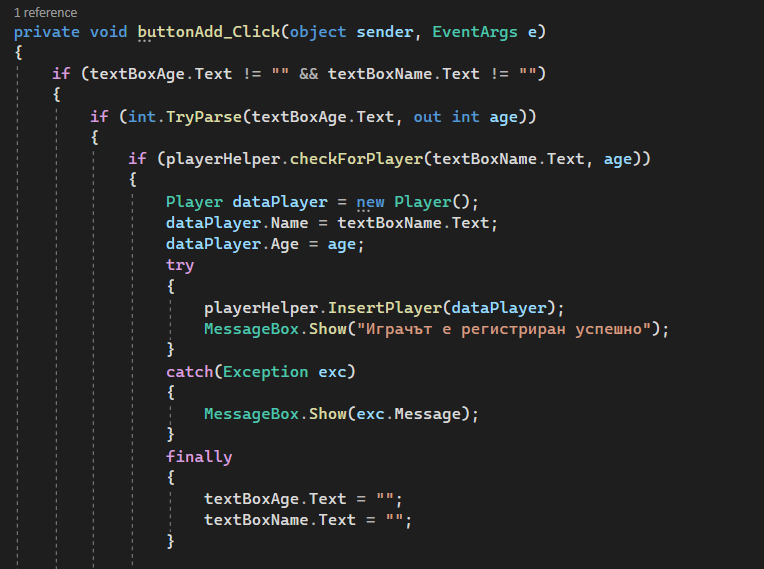 1 reference
private void buttonAdd_Click(object sender, EventArgs e)
{
if (textBoxAge.Text != "" && textBoxName.Text != "")
{
if (int.TryParse(textBoxAge.Text, out int age))
{
if (playerHelper.checkForPlayer(textBoxName.Text, age))
{
Player dataPlayer = new Player();
dataPlayer.Name = textBoxName.Text;
dataPlayer.Age = age;
try
{
playerHelper.InsertPlayer(dataPlayer);
MessageBox.Show("Играчът е регистриран успешно");
}
catch(Exception exc)
{
MessageBox.Show(exc.Message);
}
finally
{
textBoxAge.Text = "";
textBoxName.Text = "";
}